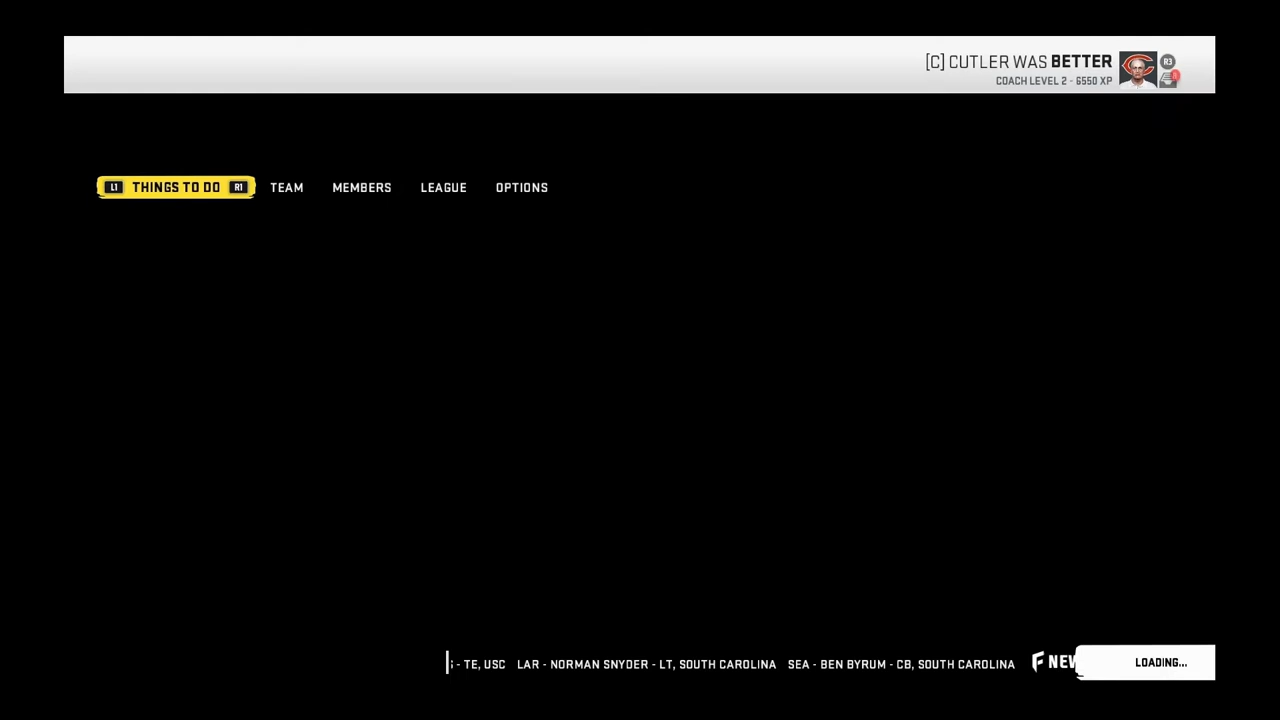 [C] CUTLER WAS BETTER
R3
COACH LEVEL 2 - 6550 XP
L1 THINGS TO DO R1 TEAM MEMBERS LEAGUE OPTIONS
- TE, USC LAR - NORMAN SNYDER - LT, SOUTH CAROLINA SEA - BEN BYRUM - CB, SOUTH CAROLINA
LOADING...